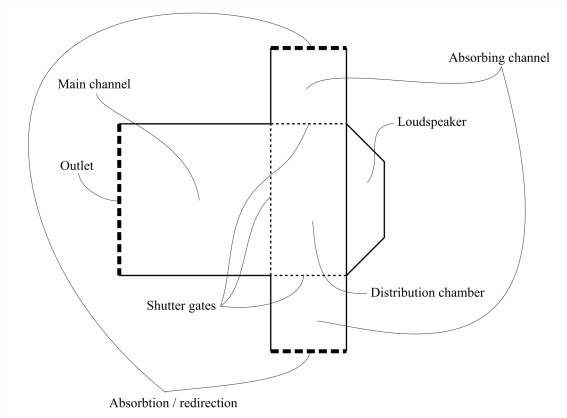 Absorbing channel
Main channel
Loudspeaker
Outlet
Shutter gates
Distribution chamber
Absorbtion / redirection